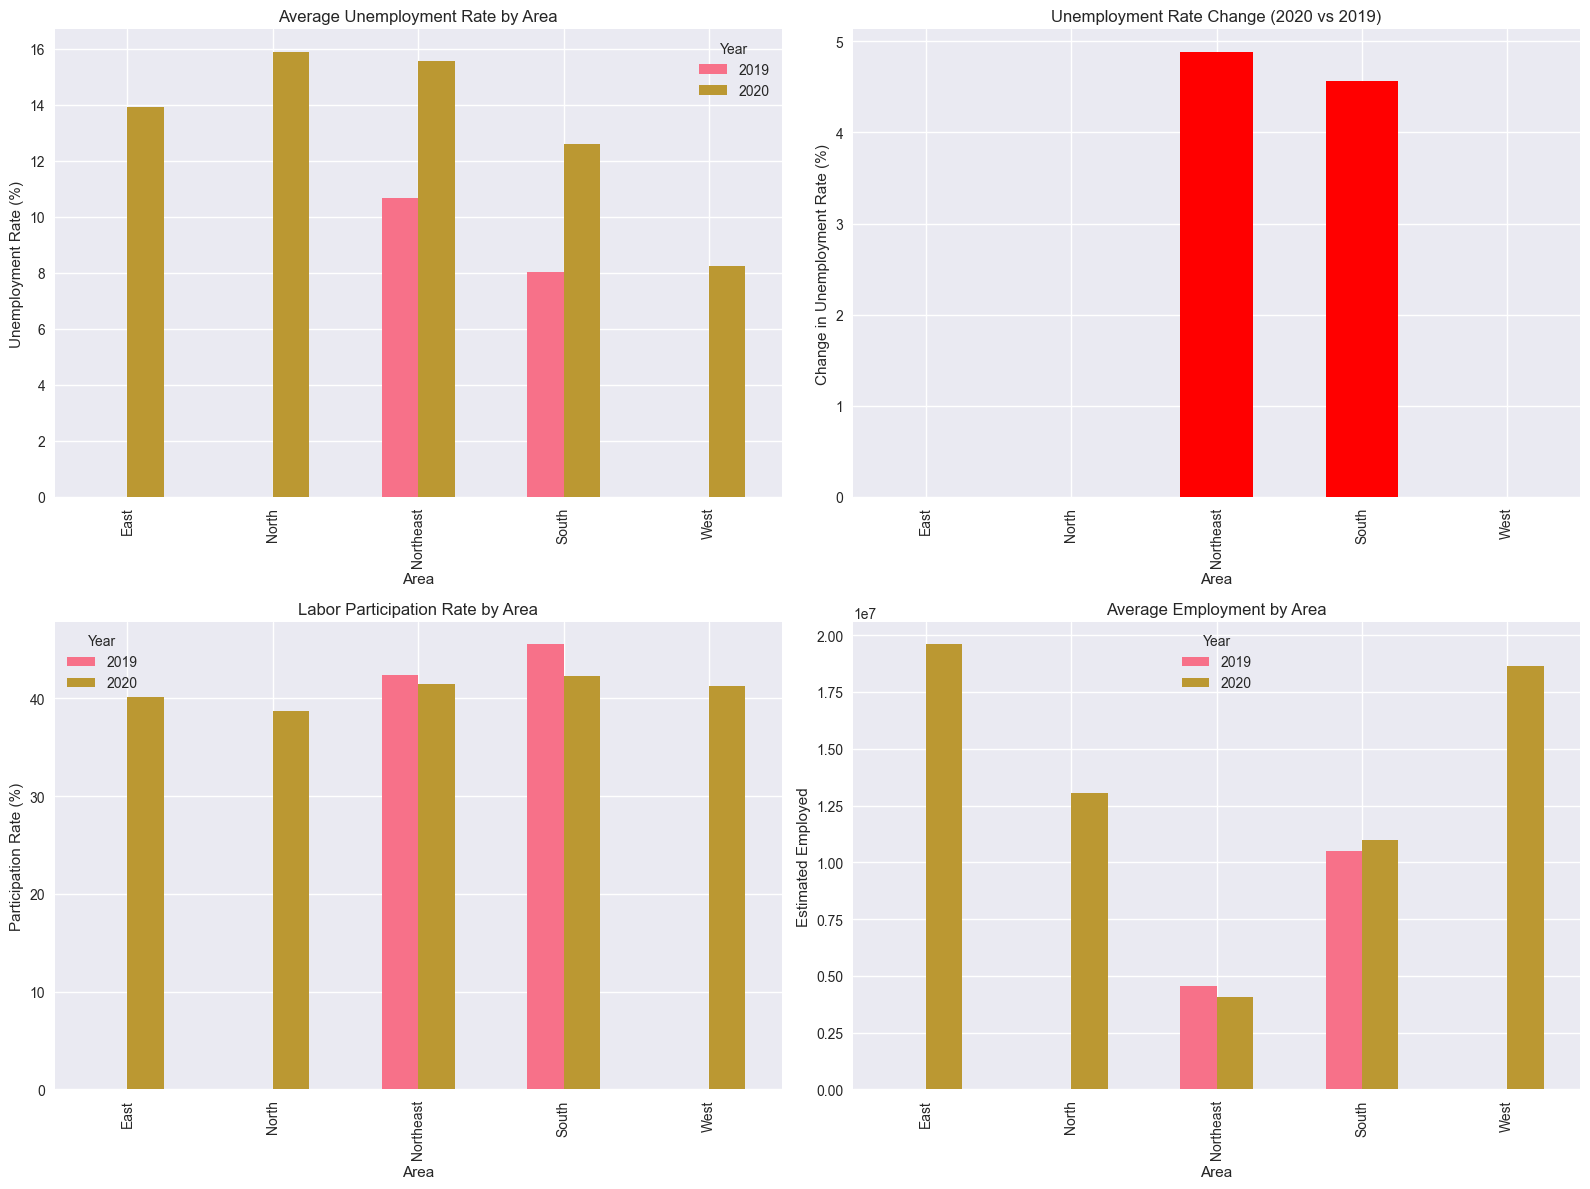 Average Unemployment Rate by Area
Unemployment Rate (%)
16
14
12
10
8
6
4
2
0
Year
2019
2020
East
North
Northeast
South
West
Area
Unemployment Rate Change (2020 vs 2019)
Change in Unemployment Rate (%)
5
4
3
2
1
0
East
North
Northeast
South
West
Area
Labor Participation Rate by Area
Participation Rate (%)
40
30
20
10
0
Year
2019
2020
East
North
Northeast
South
West
Area
Average Employment by Area
1e7
Estimated Employed
2.00
1.75
1.50
1.25
1.00
0.75
0.50
0.25
0.00
Year
2019
2020
East
North
Northeast
South
West
Area